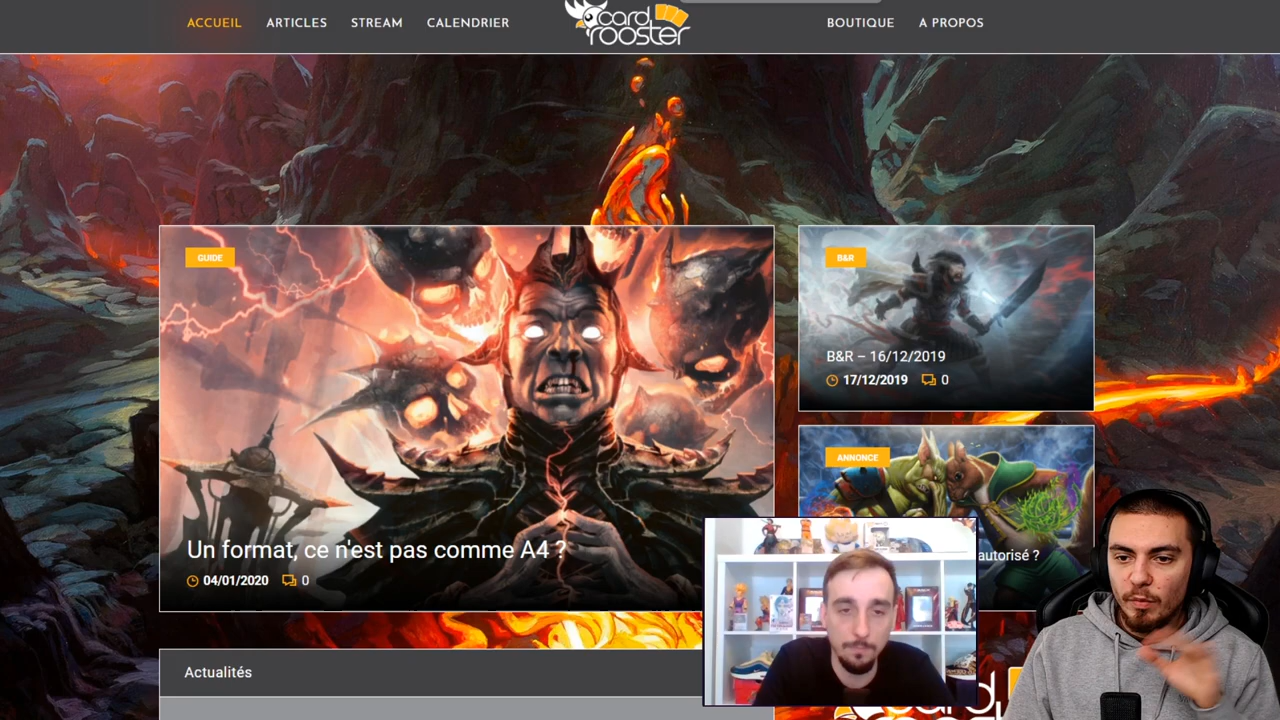 ACCUEIL ARTICLES STREAM CALENDRIER
card
rooster
BOUTIQUE A PROPOS
GUIDE
Un format, ce n'est pas comme A4 ?
04/01/2020 0
B&R
B&R – 16/12/2019
17/12/2019 0
ANNONCE
autorisé ?
Actualités